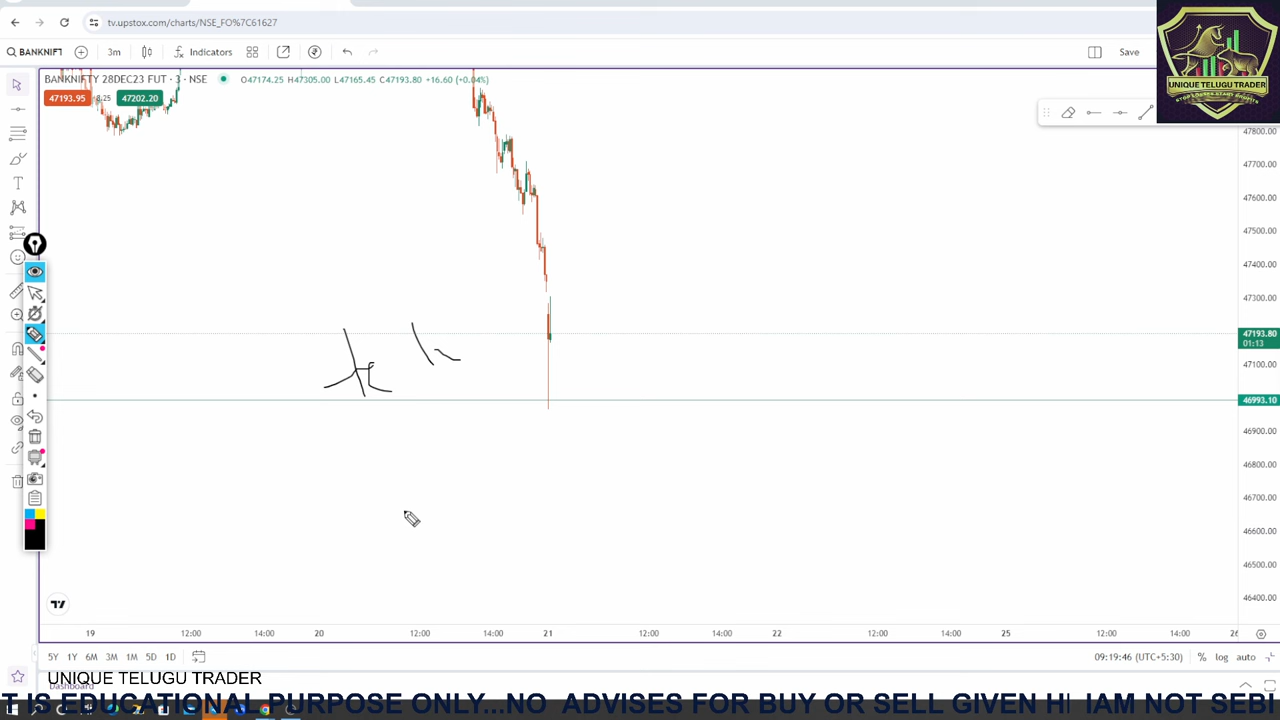 tv.upstox.com/charts/NSE_FO%7C61627
BANKNIFT 3m Indicators Save
BANKNIFTY 28DEC23 FUT · 3 · NSE O47174.25 H47305.00 L47165.45 C47193.80 +16.60 (+0.04%)
47193.95 8.25 47202.20
UNIQUE TELUGU TRADER
47800.00
47700.00
47600.00
47500.00
47400.00
47300.00
47193.80
01:13
47100.00
46993.10
46900.00
46800.00
46700.00
46600.00
46500.00
46400.00
19 12:00 14:00 20 12:00 14:00 21 12:00 14:00 22 12:00 14:00 25 12:00 14:00 26
5Y 1Y 6M 3M 1M 5D 1D 09:19:46 (UTC+5:30) % log auto
UNIQUE TELUGU TRADER
Dashboard
T IS EDUCATIONAL PURPOSE ONLY...NO ADVISES FOR BUY OR SELL GIVEN IAM NOT SEBI